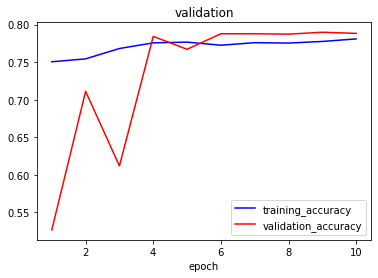 validation
0.80
0.75
0.70
0.65
0.60
0.55
training_accuracy
validation_accuracy
2 4 6 8 10
epoch